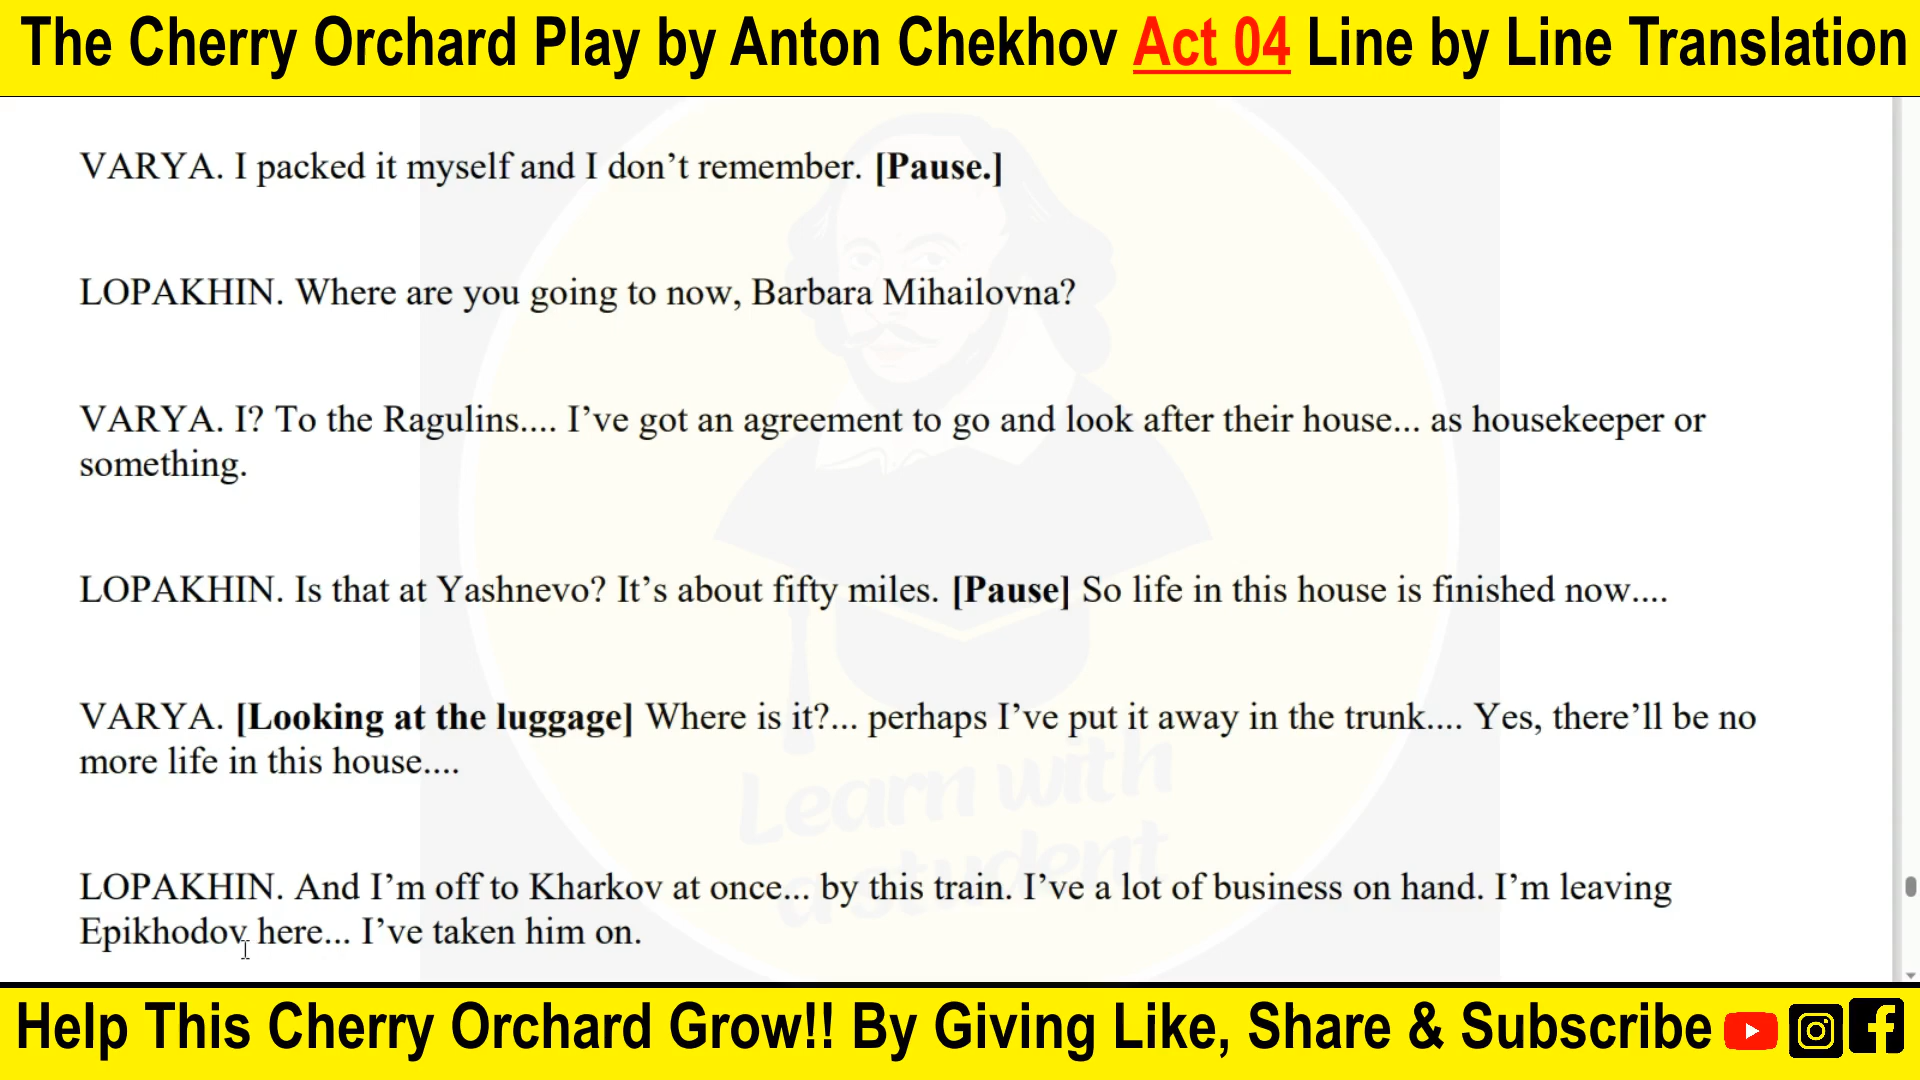 The Cherry Orchard Play by Anton Chekhov Act 04 Line by Line Translation
VARYA. I packed it myself and I don’t remember. [Pause.]
LOPAKHIN. Where are you going to now, Barbara Mihailovna?
VARYA. I? To the Ragulins.... I’ve got an agreement to go and look after their house... as housekeeper or
something.
LOPAKHIN. Is that at Yashnevo? It’s about fifty miles. [Pause] So life in this house is finished now....
VARYA. [Looking at the luggage] Where is it?... perhaps I’ve put it away in the trunk.... Yes, there’ll be no
more life in this house....
Learn with
a student
LOPAKHIN. And I’m off to Kharkov at once... by this train. I’ve a lot of business on hand. I’m leaving
Epikhodov here... I’ve taken him on.
Help This Cherry Orchard Grow!! By Giving Like, Share & Subscribe